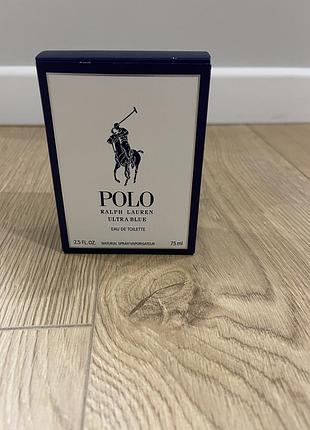 POLO
RALPH LAUREN
ULTRA BLUE
EAU DE TOILETTE
2.5 FL.OZ. NATURAL SPRAY/VAPORISATEUR 75 ml